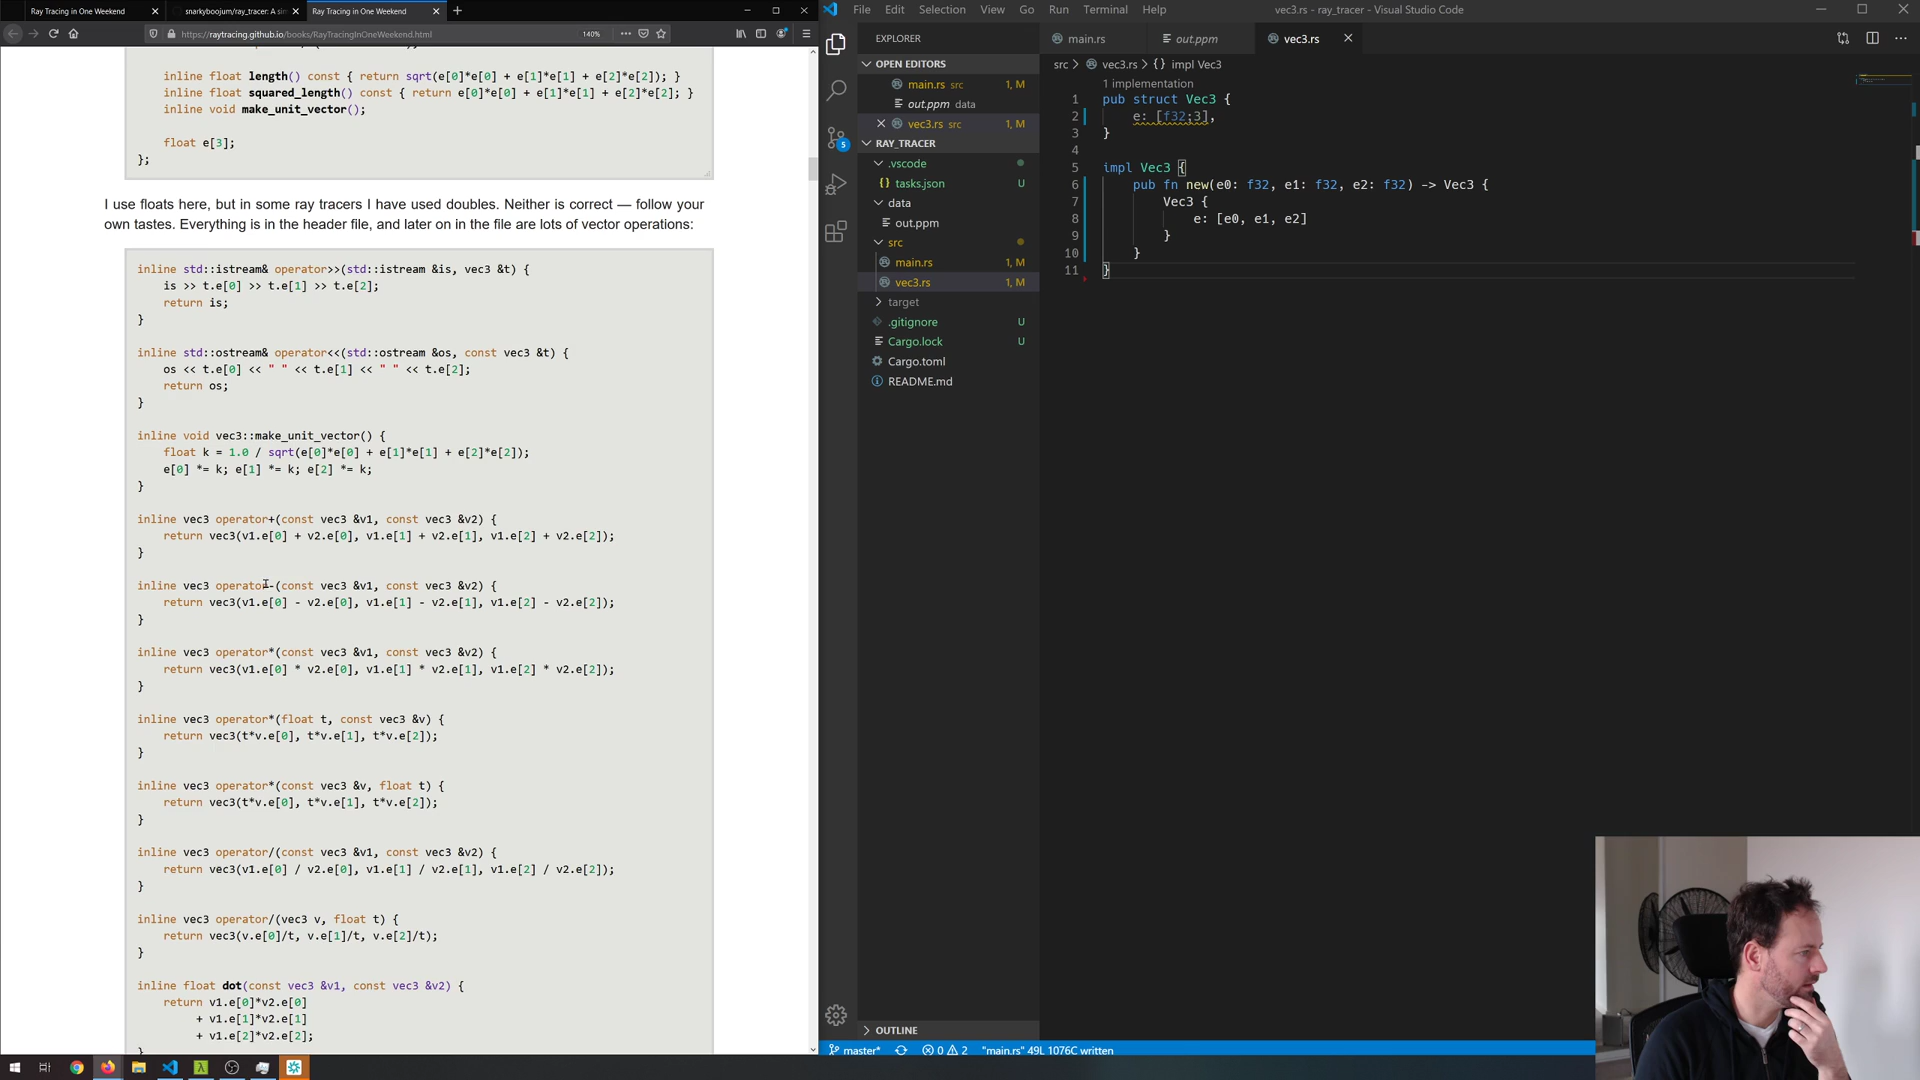 Ray Tracing in One Weekend
snarkyboojum/ray_tracer: A si
Ray Tracing in One Weekend
https://raytracing.github.io/books/RayTracingInOneWeekend.html
140%
inline float length() const { return sqrt(e[0]*e[0] + e[1]*e[1] + e[2]*e[2]); }
inline float squared_length() const { return e[0]*e[0] + e[1]*e[1] + e[2]*e[2]; }
inline void make_unit_vector();
float e[3];
};
I use floats here, but in some ray tracers I have used doubles. Neither is correct — follow your
own tastes. Everything is in the header file, and later on in the file are lots of vector operations:
inline std::istream& operator>>(std::istream &is, vec3 &t) {
is >> t.e[0] >> t.e[1] >> t.e[2];
return is;
}
inline std::ostream& operator<<(std::ostream &os, const vec3 &t) {
os << t.e[0] << " " << t.e[1] << " " << t.e[2];
return os;
}
inline void vec3::make_unit_vector() {
float k = 1.0 / sqrt(e[0]*e[0] + e[1]*e[1] + e[2]*e[2]);
e[0] *= k; e[1] *= k; e[2] *= k;
}
inline vec3 operator+(const vec3 &v1, const vec3 &v2) {
return vec3(v1.e[0] + v2.e[0], v1.e[1] + v2.e[1], v1.e[2] + v2.e[2]);
}
inline vec3 operator-(const vec3 &v1, const vec3 &v2) {
return vec3(v1.e[0] - v2.e[0], v1.e[1] - v2.e[1], v1.e[2] - v2.e[2]);
}
inline vec3 operator*(const vec3 &v1, const vec3 &v2) {
return vec3(v1.e[0] * v2.e[0], v1.e[1] * v2.e[1], v1.e[2] * v2.e[2]);
}
inline vec3 operator*(float t, const vec3 &v) {
return vec3(t*v.e[0], t*v.e[1], t*v.e[2]);
}
inline vec3 operator*(const vec3 &v, float t) {
return vec3(t*v.e[0], t*v.e[1], t*v.e[2]);
}
inline vec3 operator/(const vec3 &v1, const vec3 &v2) {
return vec3(v1.e[0] / v2.e[0], v1.e[1] / v2.e[1], v1.e[2] / v2.e[2]);
}
inline vec3 operator/(vec3 v, float t) {
return vec3(v.e[0]/t, v.e[1]/t, v.e[2]/t);
}
inline float dot(const vec3 &v1, const vec3 &v2) {
return v1.e[0]*v2.e[0]
+ v1.e[1]*v2.e[1]
+ v1.e[2]*v2.e[2];
}
File Edit Selection View Go Run Terminal Help
vec3.rs - ray_tracer - Visual Studio Code
EXPLORER
OPEN EDITORS
main.rs src 1, M
out.ppm data
vec3.rs src 1, M
RAY_TRACER
.vscode
tasks.json U
data
out.ppm
src
main.rs 1, M
vec3.rs 1, M
target
.gitignore U
Cargo.lock U
Cargo.toml
README.md
OUTLINE
5
main.rs
out.ppm
vec3.rs
src > vec3.rs > {} impl Vec3
1 implementation
1 pub struct Vec3 {
2 e: [f32;3],
3 }
4
5 impl Vec3 {
6 pub fn new(e0: f32, e1: f32, e2: f32) -> Vec3 {
7 Vec3 {
8 e: [e0, e1, e2]
9 }
10 }
11 }
master* 0 2 "main.rs" 49L 1076C written